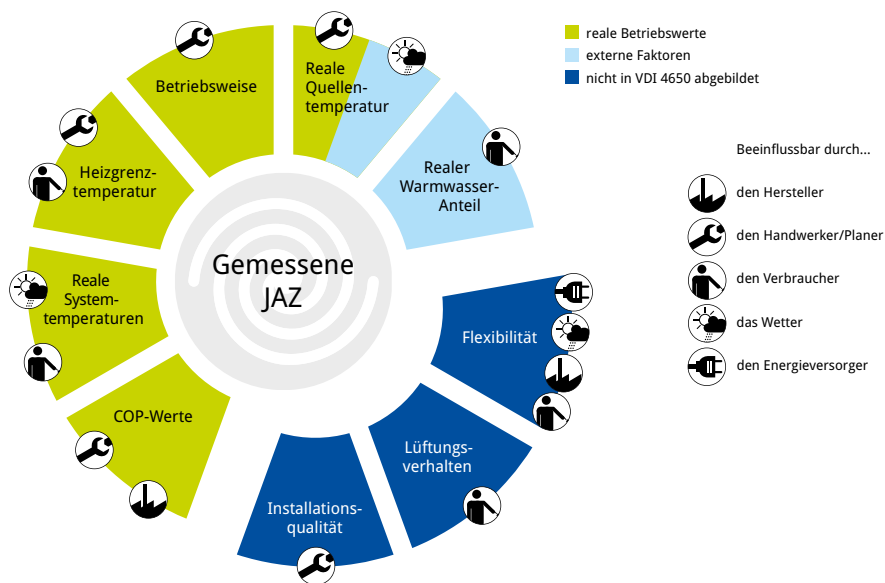 reale Betriebswerte
externe Faktoren
nicht in VDI 4650 abgebildet
Reale
Quellen-
temperatur
Realer
Warmwasser-
Anteil
Betriebsweise
Heizgrenz-
temperatur
Reale
System-
temperaturen
COP-Werte
Gemessene
JAZ
Flexibilität
Lüftungs-
verhalten
Installations-
qualität
Beeinflussbar durch...
den Hersteller
den Handwerker/Planer
den Verbraucher
das Wetter
den Energieversorger